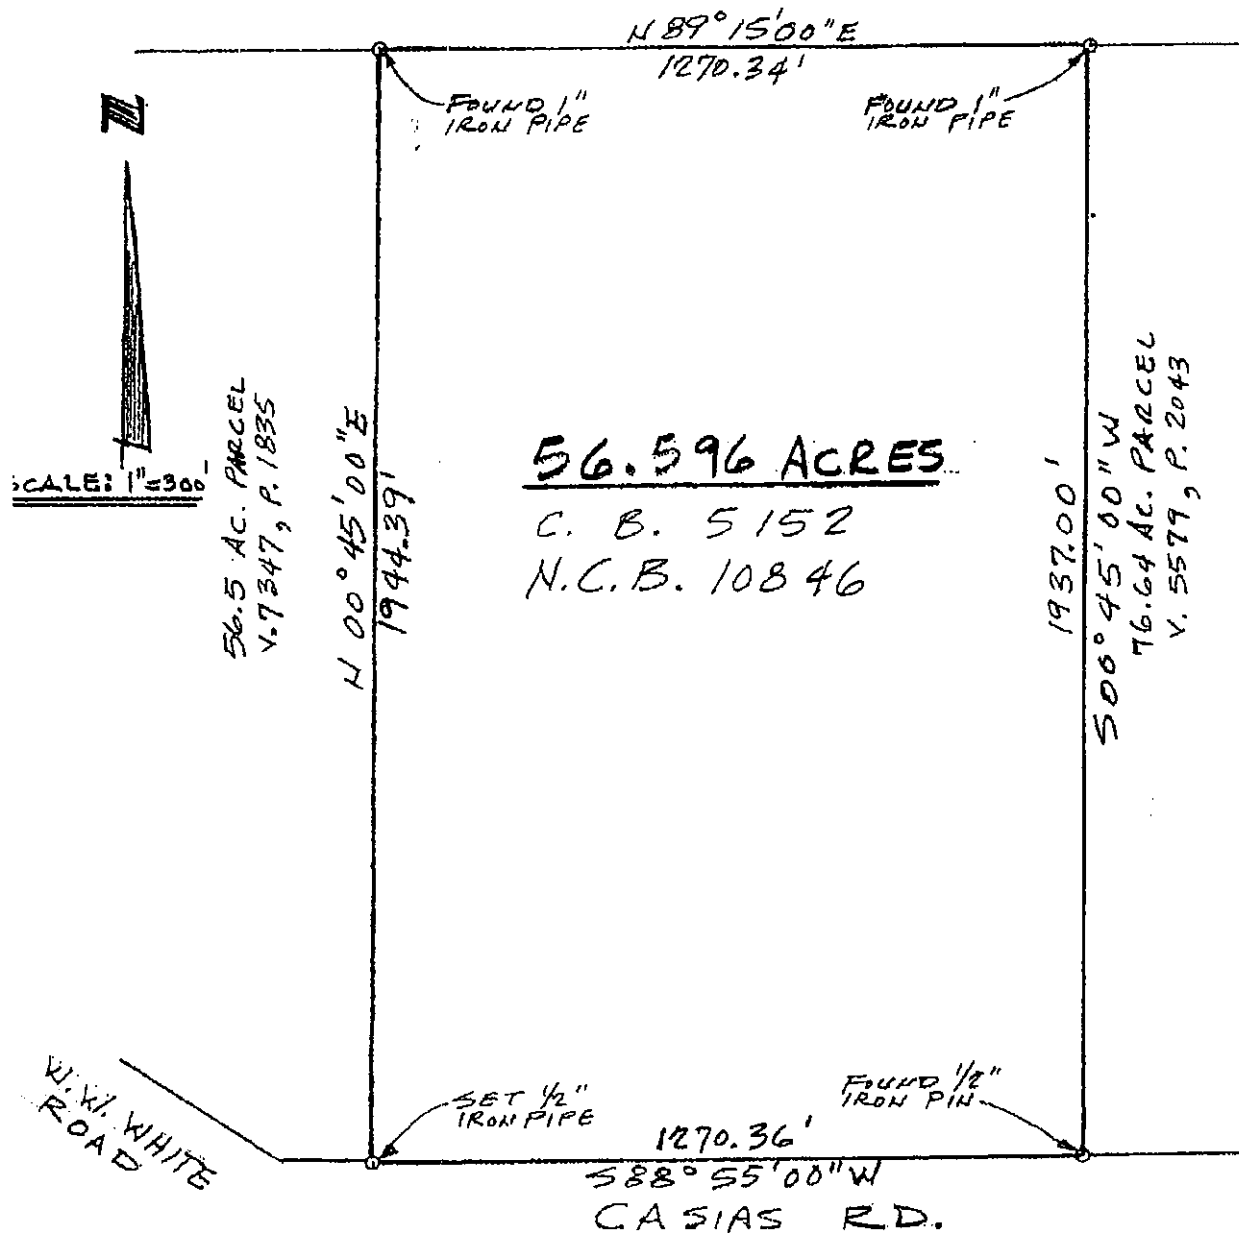 N 89° 15' 00" E
1270.34'
FOUND 1"
IRON PIPE
FOUND 1"
IRON PIPE
N
SCALE: 1"=300'
56.5 AC. PARCEL
V. 7347, P. 1835
N 00° 45' 00" E
1944.39'
56.596 ACRES
C. B. 5152
N.C.B. 10846
1937.00'
S 00° 45' 00" W
76.64 AC. PARCEL
V. 5579, P. 2043
W. W. WHITE
ROAD
SET 1/2"
IRON PIPE
FOUND 1/2"
IRON PIN
1270.36'
S 88° 55' 00" W
CASIAS RD.